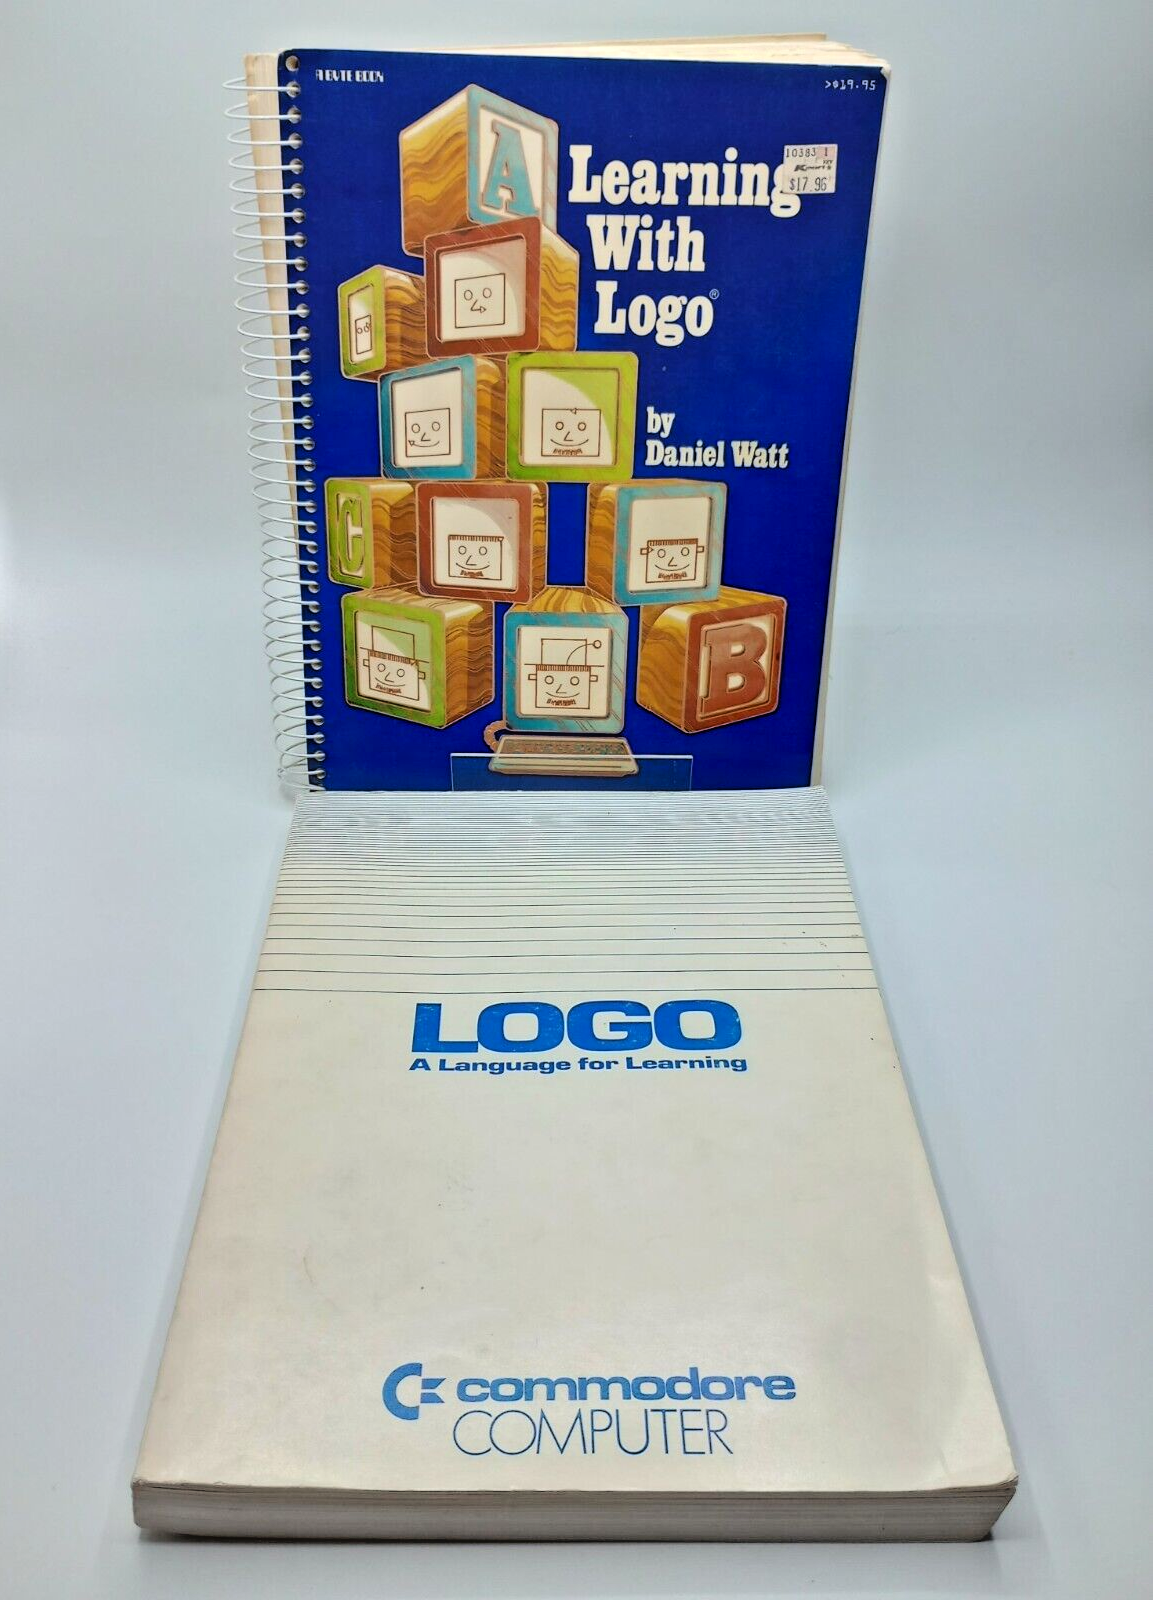 A BYTE BOOK
>$19.95
10383 1
Kmart
$17.96
Learning
With
Logo®
by
Daniel Watt
A
C
B
LOGO
A Language for Learning
commodore
COMPUTER